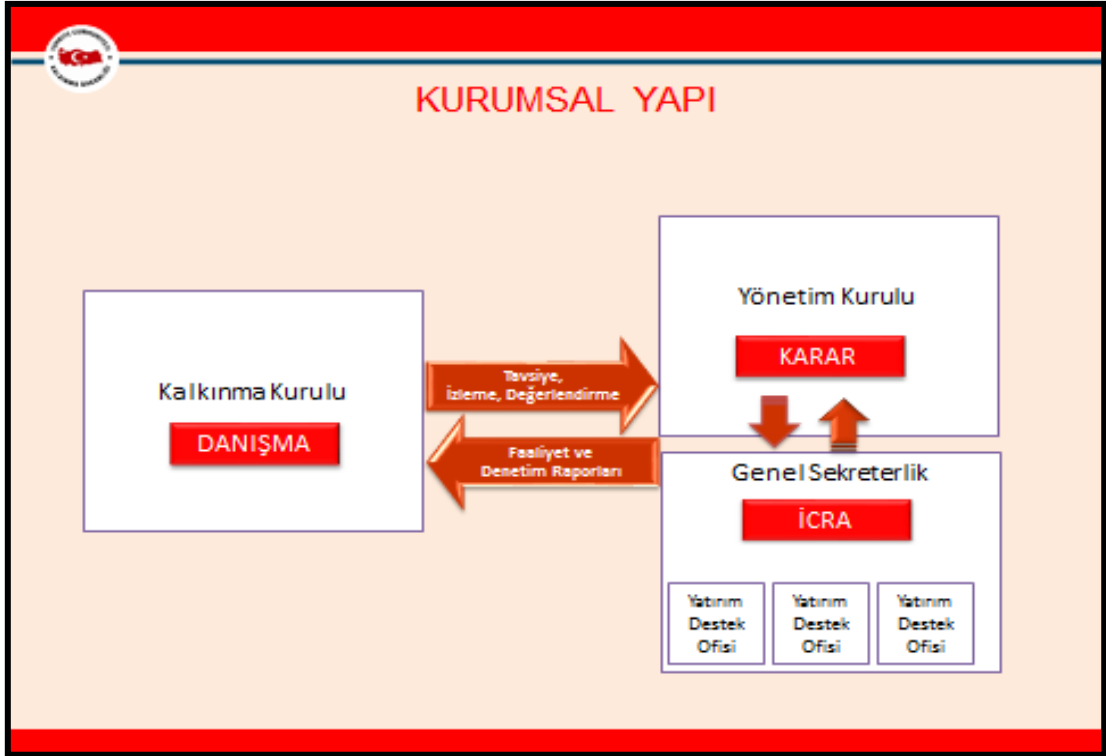 KURUMSAL YAPI
Kalkınma Kurulu
DANIŞMA
Tavsiye,
İzleme, Değerlendirme
Faaliyet ve
Denetim Raporları
Yönetim Kurulu
KARAR
Genel Sekreterlik
İCRA
Yatırım
Destek
Ofisi
Yatırım
Destek
Ofisi
Yatırım
Destek
Ofisi